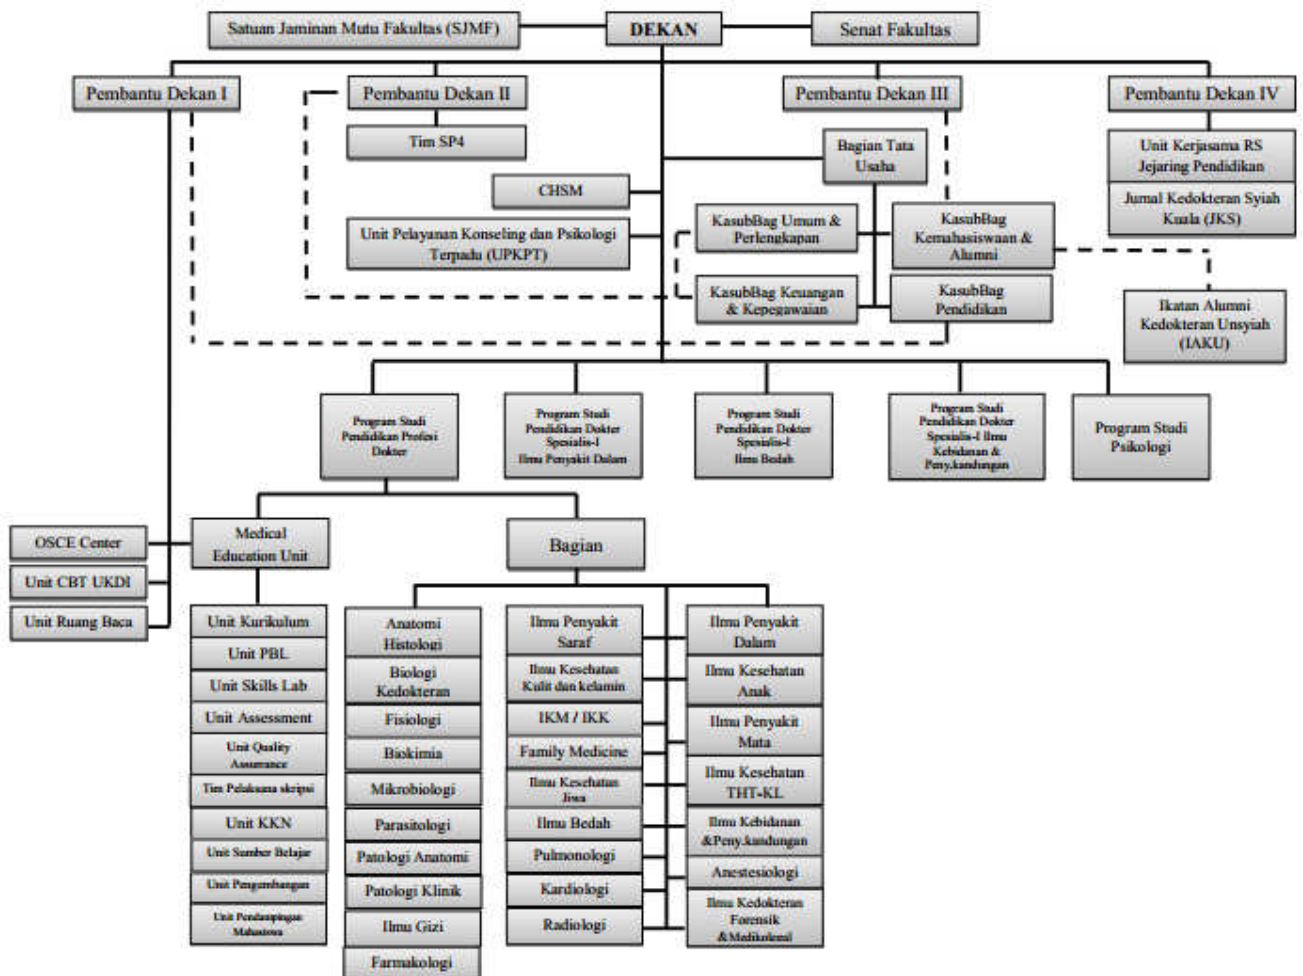 Satuan Jaminan Mutu Fakultas (SJMF)
DEKAN
Senat Fakultas
Pembantu Dekan I
Pembantu Dekan II
Pembantu Dekan III
Pembantu Dekan IV
Tim SP4
Bagian Tata
Usaha
Unit Kerjasama RS
Jejaring Pendidikan
CHSM
Jurnal Kedokteran Syiah
Kuala (JKS)
Unit Pelayanan Konseling dan Psikologi
Terpadu (UPKPT)
KasubBag Umum &
Perlengkapan
KasubBag
Kemahasiswaan &
Alumni
KasubBag Keuangan
& Kepegawaian
KasubBag
Pendidikan
Ikatan Alumni
Kedokteran Unsyiah
(IAKU)
Program Studi
Pendidikan Profesi
Dokter
Program Studi
Pendidikan Dokter
Spesialis-I
Ilmu Penyakit Dalam
Program Studi
Pendidikan Dokter
Spesialis-I
Ilmu Bedah
Program Studi
Pendidikan Dokter
Spesialis-I Ilmu
Kebidanan &
Peny.kandungan
Program Studi
Psikologi
OSCE Center
Unit CBT UKDI
Unit Ruang Baca
Medical
Education Unit
Bagian
Unit Kurikulum
Unit PBL
Unit Skills Lab
Unit Assessment
Unit Quality
Assurrance
Tim Pelaksana skripsi
Unit KKN
Unit Sumber Belajar
Unit Pengembangan
Unit Pendampingan
Mahasiswa
Anatomi
Histologi
Biologi
Kedokteran
Fisiologi
Biokimia
Mikrobiologi
Parasitologi
Patologi Anatomi
Patologi Klinik
Ilmu Gizi
Farmakologi
Ilmu Penyakit
Saraf
Ilmu Kesehatan
Kulit dan kelamin
IKM / IKK
Family Medicine
Ilmu Kesehatan
Jiwa
Ilmu Bedah
Pulmonologi
Kardiologi
Radiologi
Ilmu Penyakit
Dalam
Ilmu Kesehatan
Anak
Ilmu Penyakit
Mata
Ilmu Kesehatan
THT-KL
Ilmu Kebidanan
&Peny.kandungan
Anestesiologi
Ilmu Kedokteran
Forensik
&Medikolegal